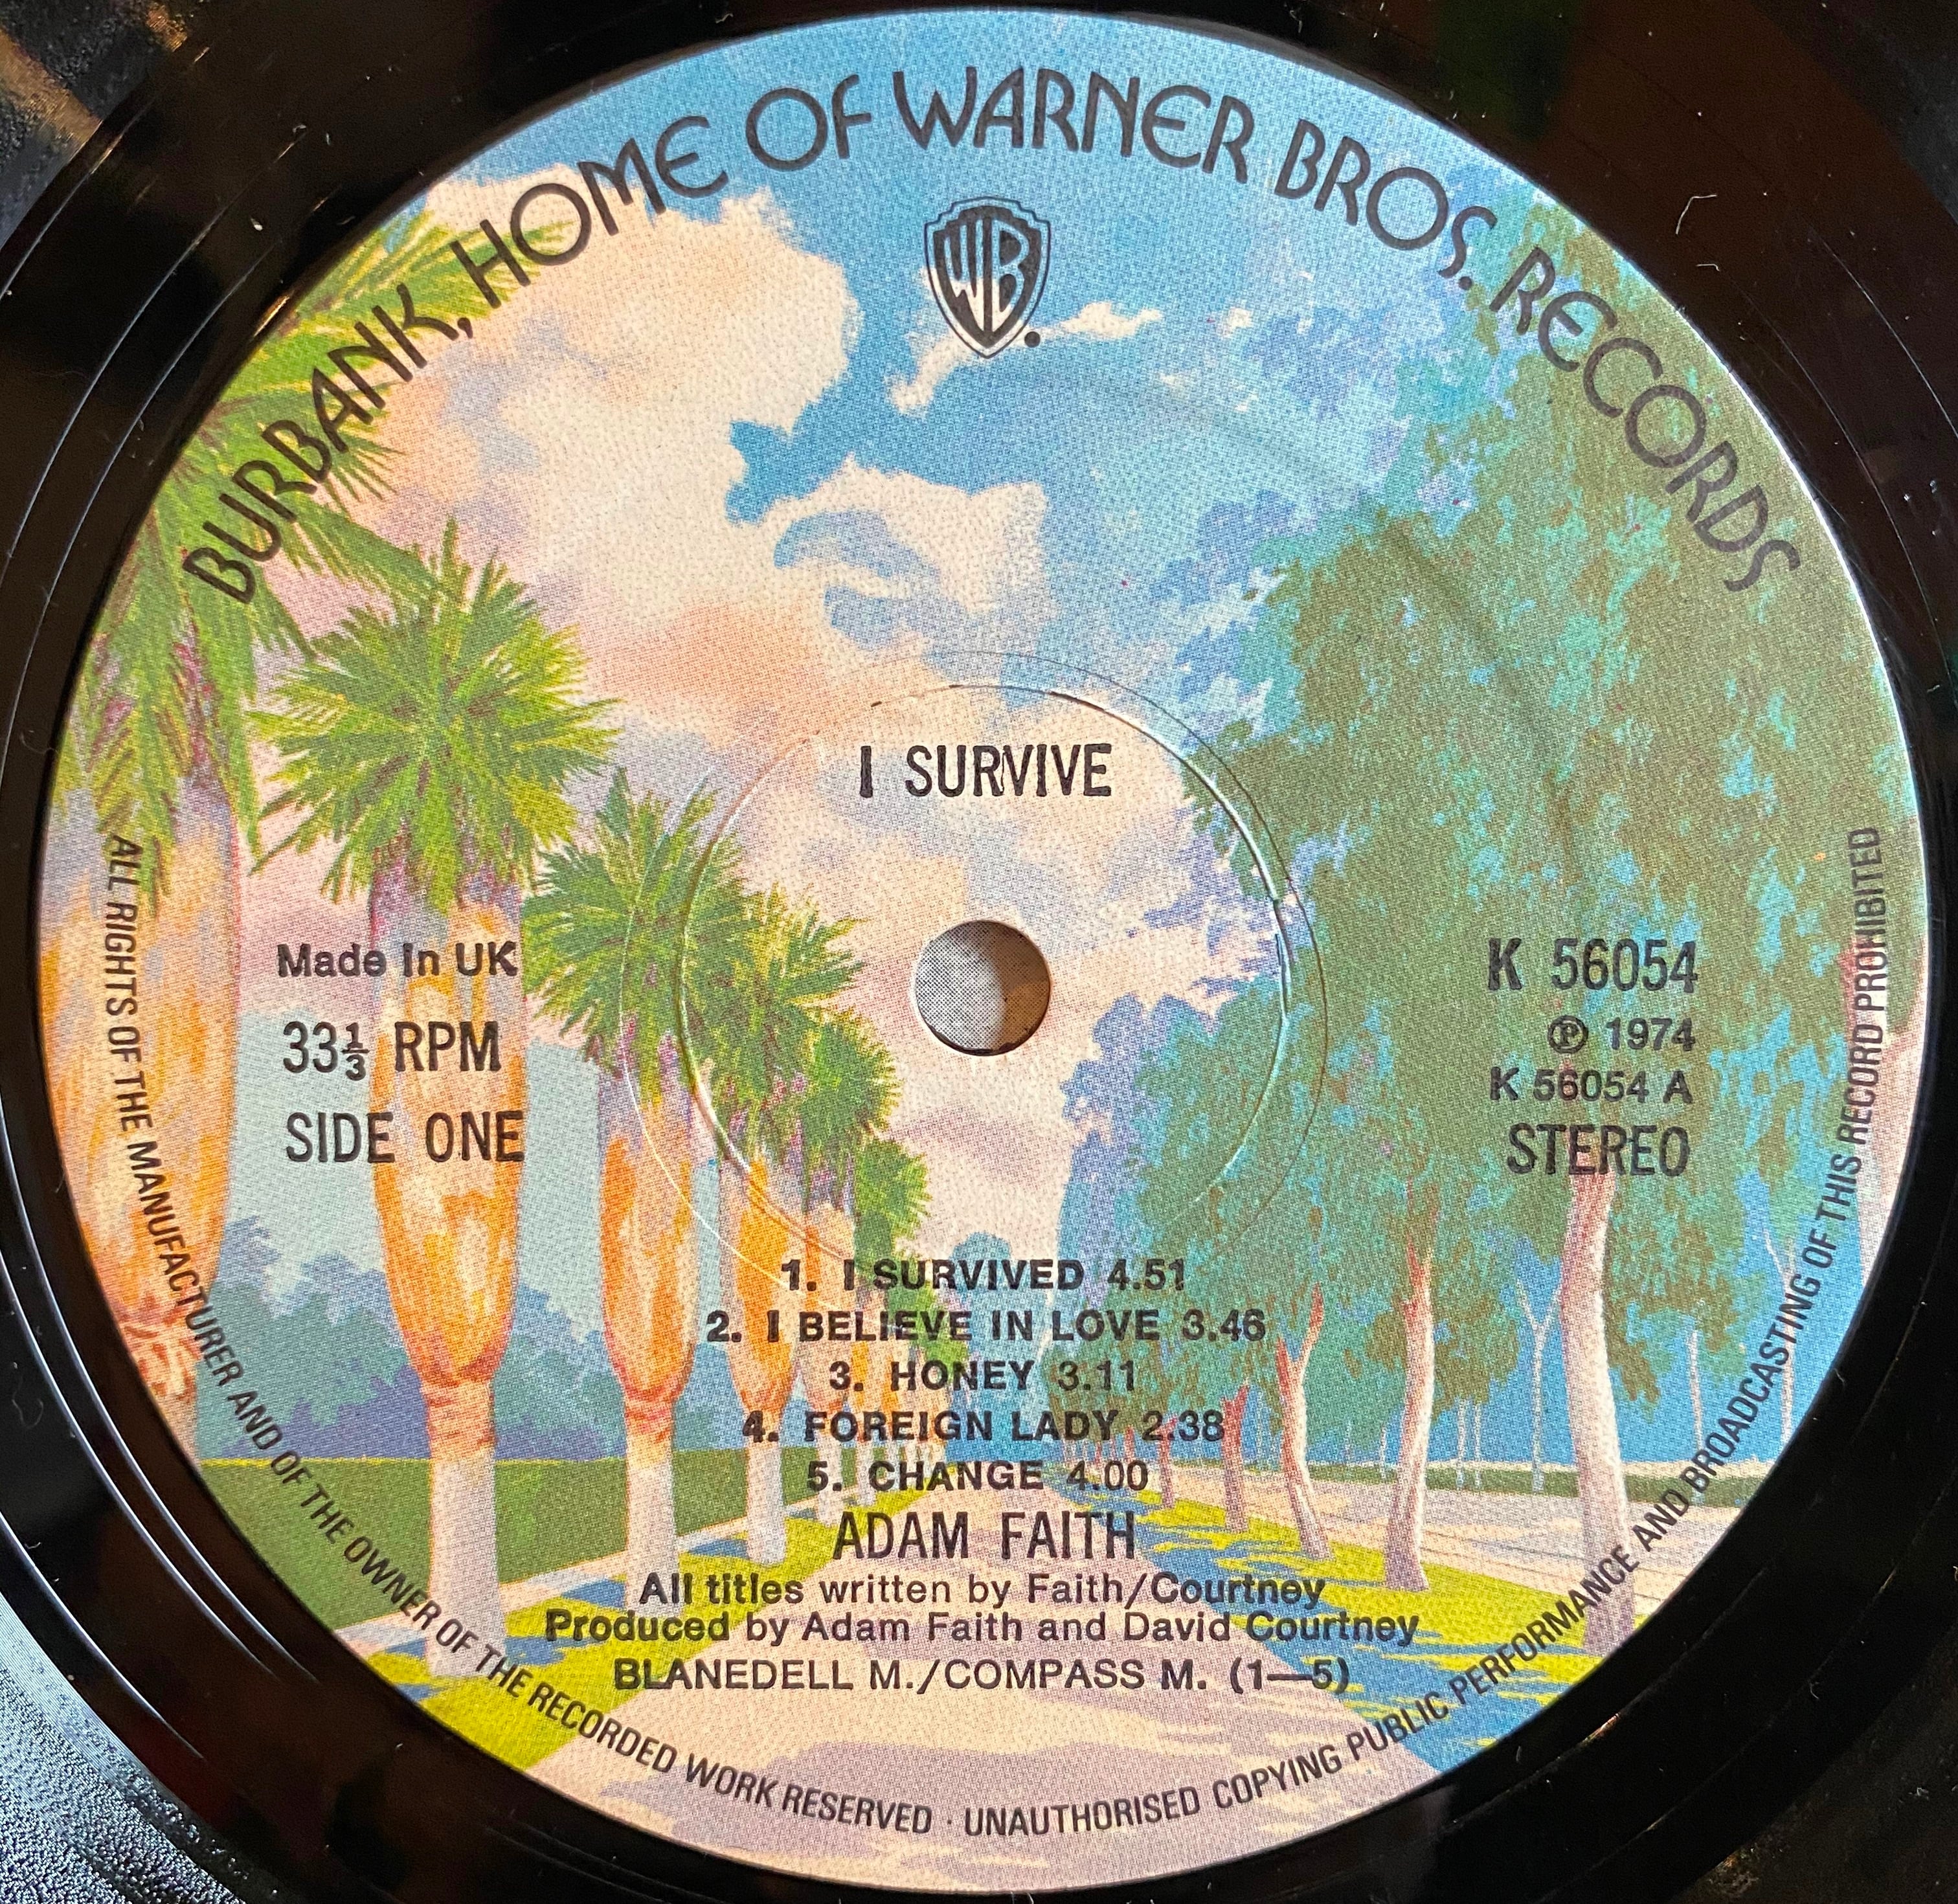 BURBANK, HOME OF WARNER BROS. RECORDS
WB
I SURVIVE
Made in UK
33⅓ RPM
SIDE ONE
K 56054
℗ 1974
K 56054 A
STEREO
1. I SURVIVED 4.51
2. I BELIEVE IN LOVE 3.46
3. HONEY 3.11
4. FOREIGN LADY 2.38
5. CHANGE 4.00
ADAM FAITH
All titles written by Faith/Courtney
Produced by Adam Faith and David Courtney
BLANEDELL M./COMPASS M. (1—5)
ALL RIGHTS OF THE MANUFACTURER AND OF THE OWNER OF THE RECORDED WORK RESERVED · UNAUTHORISED COPYING PUBLIC PERFORMANCE AND BROADCASTING OF THIS RECORD PROHIBITED